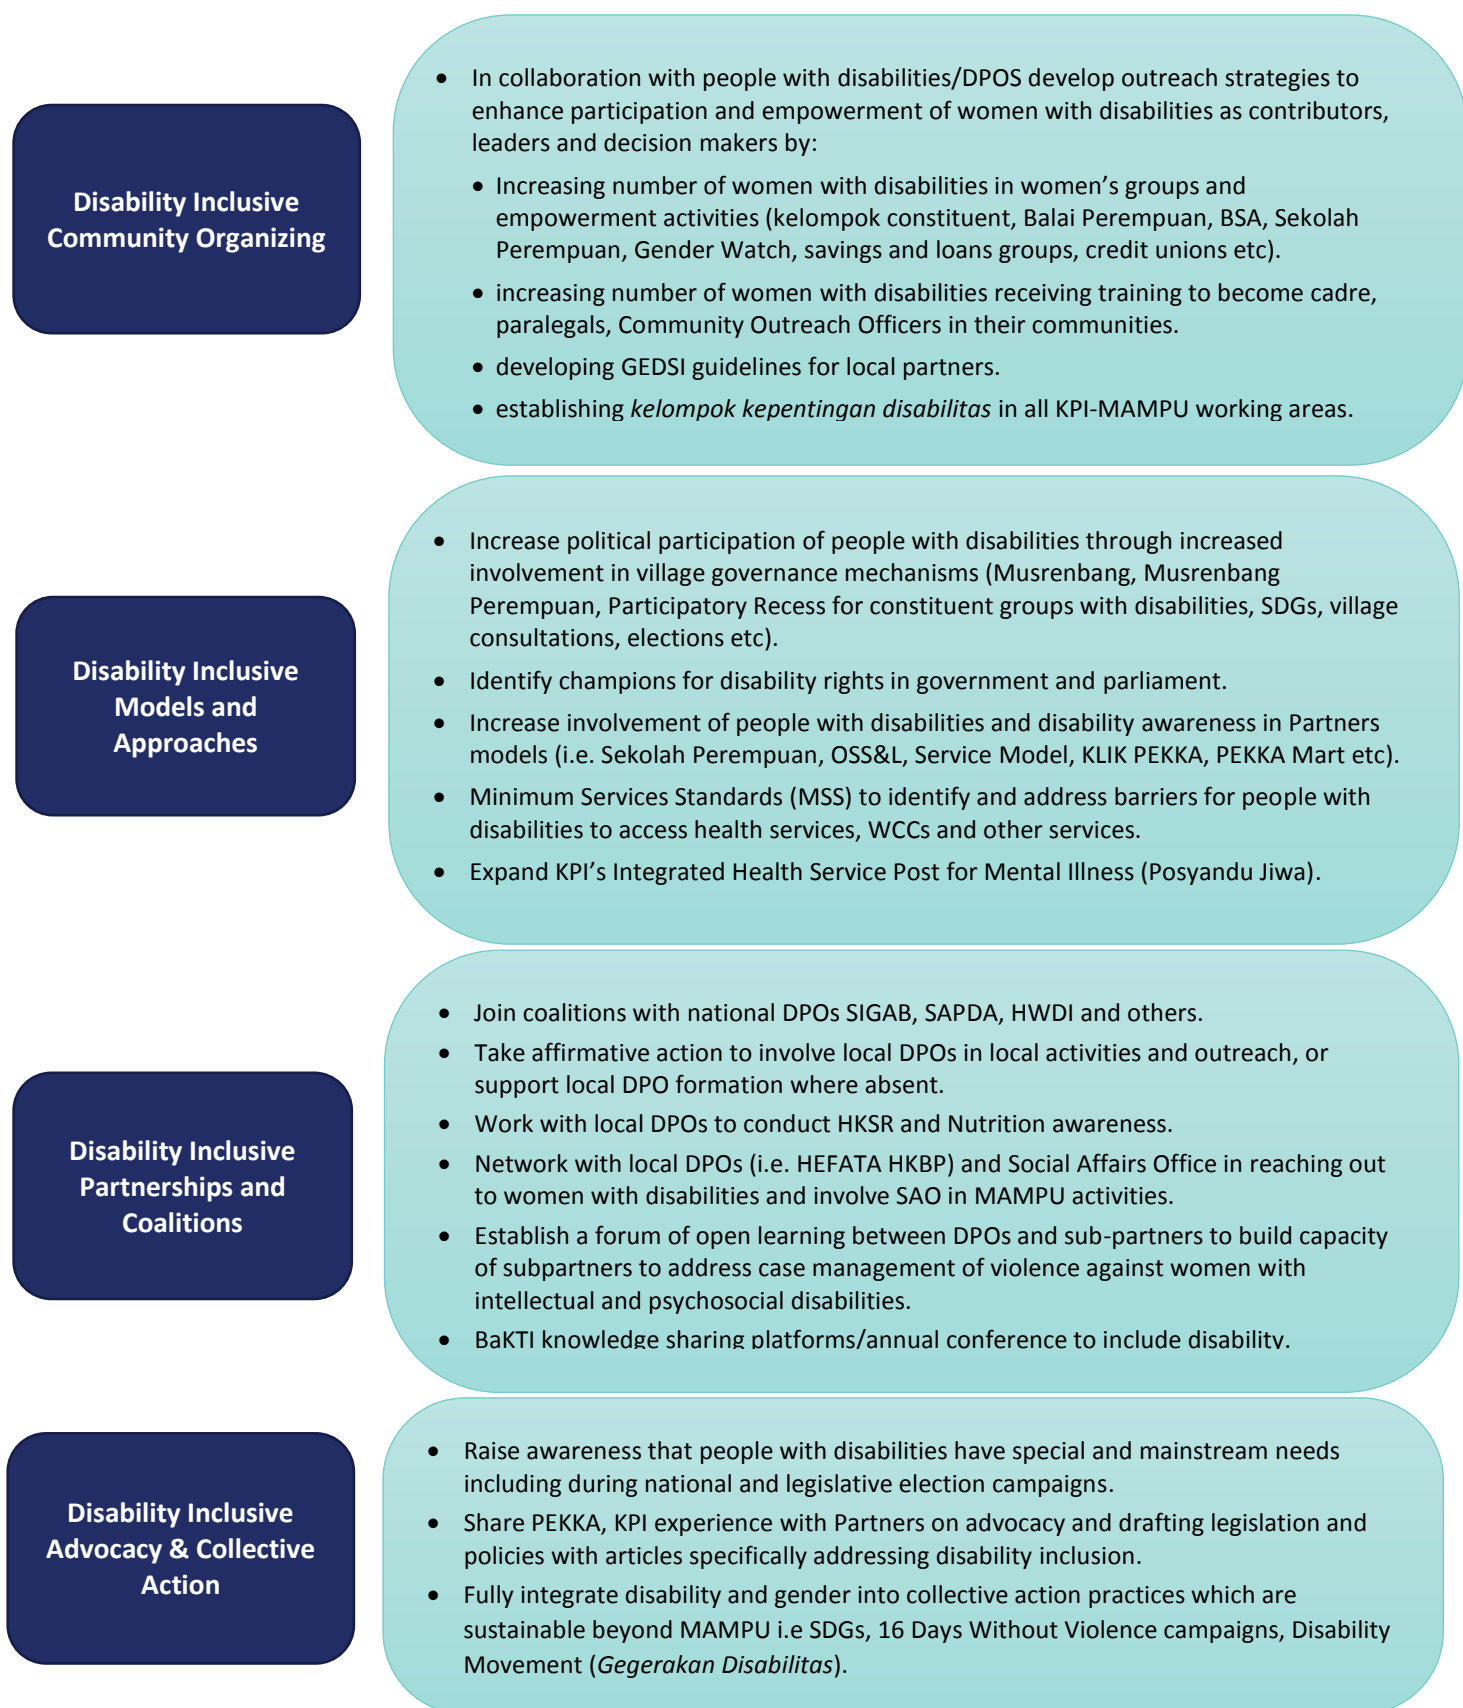 Disability Inclusive
Community Organizing
• In collaboration with people with disabilities/DPOS develop outreach strategies to
enhance participation and empowerment of women with disabilities as contributors,
leaders and decision makers by:
• Increasing number of women with disabilities in women’s groups and
empowerment activities (kelompok constituent, Balai Perempuan, BSA, Sekolah
Perempuan, Gender Watch, savings and loans groups, credit unions etc).
• increasing number of women with disabilities receiving training to become cadre,
paralegals, Community Outreach Officers in their communities.
• developing GEDSI guidelines for local partners.
• establishing kelompok kepentingan disabilitas in all KPI-MAMPU working areas.
Disability Inclusive
Models and
Approaches
• Increase political participation of people with disabilities through increased
involvement in village governance mechanisms (Musrenbang, Musrenbang
Perempuan, Participatory Recess for constituent groups with disabilities, SDGs, village
consultations, elections etc).
• Identify champions for disability rights in government and parliament.
• Increase involvement of people with disabilities and disability awareness in Partners
models (i.e. Sekolah Perempuan, OSS&L, Service Model, KLIK PEKKA, PEKKA Mart etc).
• Minimum Services Standards (MSS) to identify and address barriers for people with
disabilities to access health services, WCCs and other services.
• Expand KPI’s Integrated Health Service Post for Mental Illness (Posyandu Jiwa).
Disability Inclusive
Partnerships and
Coalitions
• Join coalitions with national DPOs SIGAB, SAPDA, HWDI and others.
• Take affirmative action to involve local DPOs in local activities and outreach, or
support local DPO formation where absent.
• Work with local DPOs to conduct HKSR and Nutrition awareness.
• Network with local DPOs (i.e. HEFATA HKBP) and Social Affairs Office in reaching out
to women with disabilities and involve SAO in MAMPU activities.
• Establish a forum of open learning between DPOs and sub-partners to build capacity
of subpartners to address case management of violence against women with
intellectual and psychosocial disabilities.
• BaKTI knowledge sharing platforms/annual conference to include disability.
Disability Inclusive
Advocacy & Collective
Action
• Raise awareness that people with disabilities have special and mainstream needs
including during national and legislative election campaigns.
• Share PEKKA, KPI experience with Partners on advocacy and drafting legislation and
policies with articles specifically addressing disability inclusion.
• Fully integrate disability and gender into collective action practices which are
sustainable beyond MAMPU i.e SDGs, 16 Days Without Violence campaigns, Disability
Movement (Gegerakan Disabilitas).